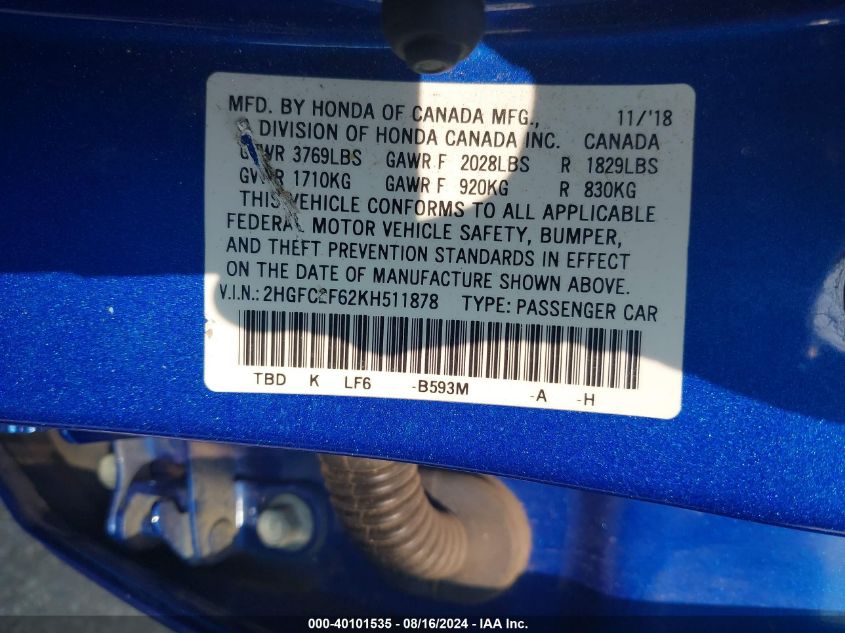 MFD. BY HONDA OF CANADA MFG., 11/'18
A DIVISION OF HONDA CANADA INC. CANADA
GVWR 3769LBS GAWR F 2028LBS R 1829LBS
GVWR 1710KG GAWR F 920KG R 830KG
THIS VEHICLE CONFORMS TO ALL APPLICABLE
FEDERAL MOTOR VEHICLE SAFETY, BUMPER,
AND THEFT PREVENTION STANDARDS IN EFFECT
ON THE DATE OF MANUFACTURE SHOWN ABOVE.
V.I.N.: 2HGFC2F62KH511878 TYPE: PASSENGER CAR
TBD K LF6 -B593M -A -H
000-40101535 - 08/16/2024 - IAA Inc.